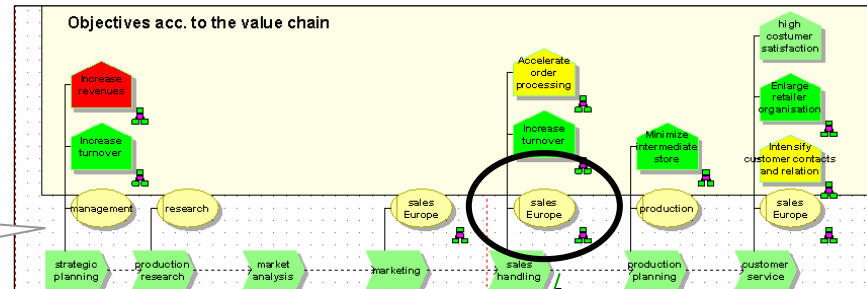 Objectives acc. to the value chain
high
costumer
satisfaction
Accelerate
order
processing
Increase
revenues
Enlarge
retailer
organisation
Increase
turnover
Increase
turnover
Minimize
intermediate
store
Intensify
customer contacts
and relation
management
research
sales
Europe
sales
Europe
production
sales
Europe
strategic
planning
production
research
market
analysis
marketing
sales
handling
production
planning
customer
service